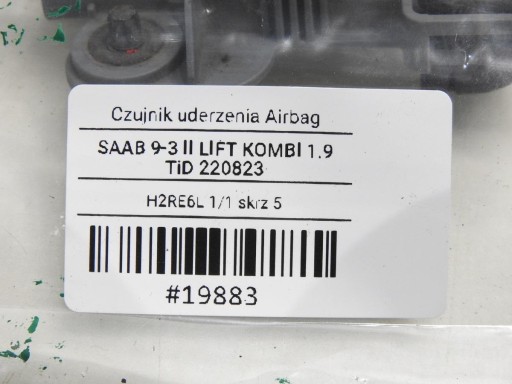 Czujnik uderzenia Airbag
SAAB 9-3 II LIFT KOMBI 1.9
TiD 220823
H2RE6L 1/1 skrz 5
#19883